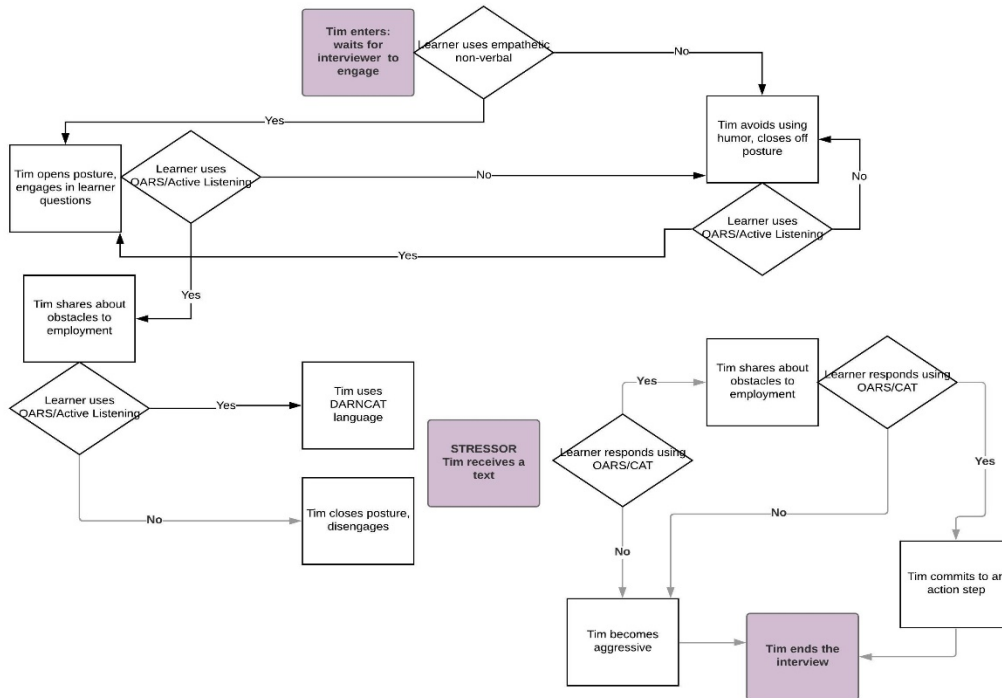 Tim enters:
waits for
interviewer to
engage
Learner uses empathetic
non-verbal
No
Yes
Tim opens posture,
engages in learner
questions
Learner uses
OARS/Active Listening
No
Tim avoids using
humor, closes off
posture
No
Learner uses
OARS/Active Listening
Yes
Yes
Tim shares about
obstacles to
employment
Learner uses
OARS/Active Listening
Yes
Tim uses
DARNCAT
language
No
Tim closes posture,
disengages
STRESSOR
Tim receives a
text
Learner responds using
OARS/CAT
Yes
Tim shares about
obstacles to
employment
Learner responds using
OARS/CAT
Yes
No
No
Tim commits to an
action step
Tim becomes
aggressive
Tim ends the
interview